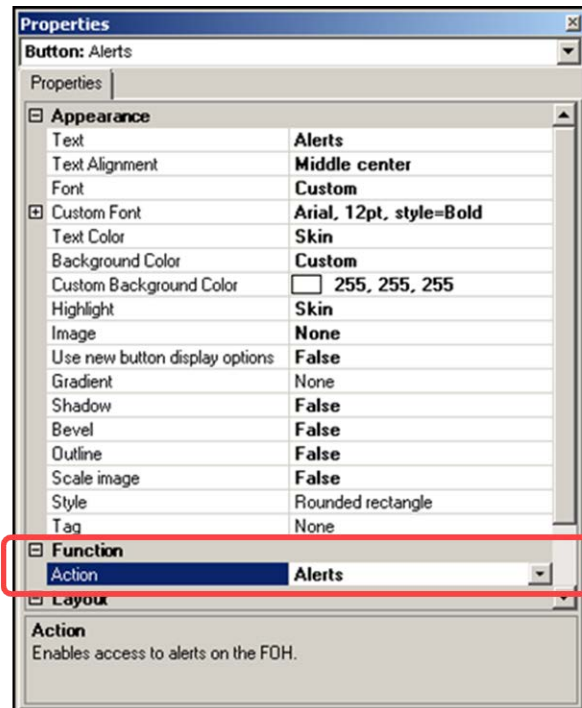 Properties
Button: Alerts
Properties
Appearance
Text Alerts
Text Alignment Middle center
Font Custom
Custom Font Arial, 12pt, style=Bold
Text Color Skin
Background Color Custom
Custom Background Color 255, 255, 255
Highlight Skin
Image None
Use new button display options False
Gradient None
Shadow False
Bevel False
Outline False
Scale image False
Style Rounded rectangle
Tag None
Function
Action Alerts
Layout
Action
Enables access to alerts on the FOH.